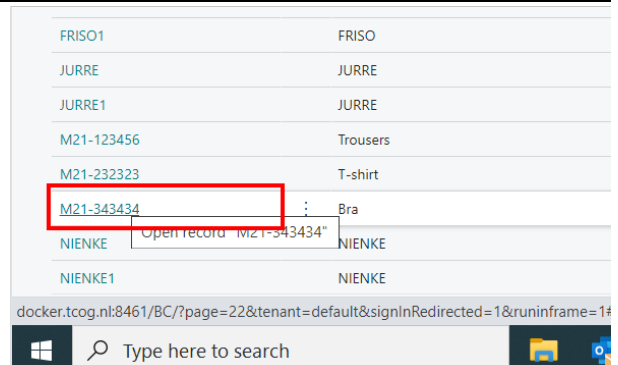 FRISO1 FRISO
JURRE JURRE
JURRE1 JURRE
M21-123456 Trousers
M21-232323 T-shirt
M21-343434 ⋮ Bra
Open record "M21-343434"
NIENKE NIENKE
NIENKE1 NIENKE
docker.tcog.nl:8461/BC/?page=22&tenant=default&signInRedirected=1&runinframe=1#
Type here to search